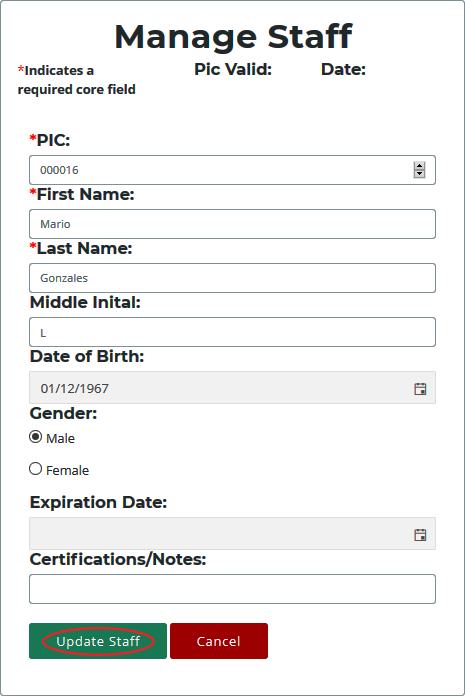 Manage Staff
*Indicates a required core field
Pic Valid:
Date:
*PIC:
000016
*First Name:
Mario
*Last Name:
Gonzales
Middle Inital:
L
Date of Birth:
01/12/1967
Gender:
Male
Female
Expiration Date:
Certifications/Notes:
Update Staff
Cancel